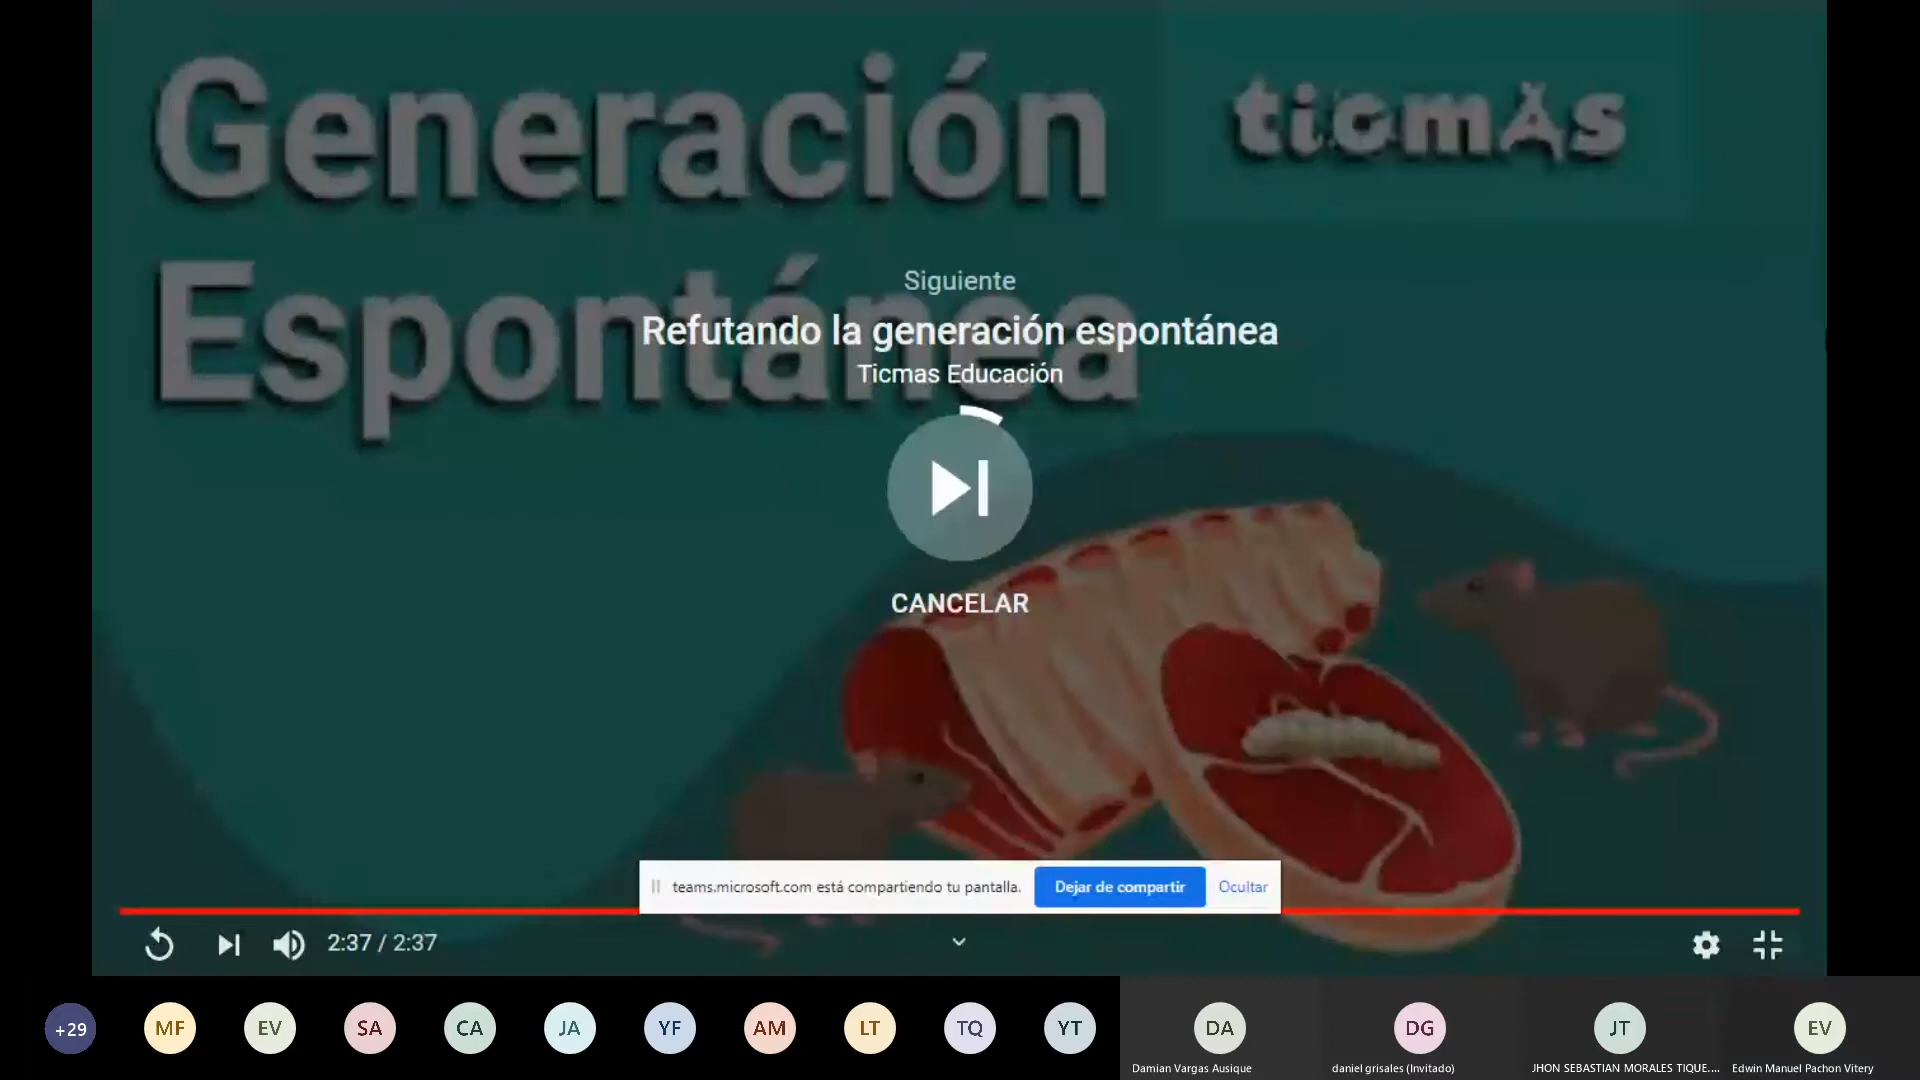 Generación
ticmas
Espontánea
Siguiente
Refutando la generación espontánea
Ticmas Educación
CANCELAR
teams.microsoft.com está compartiendo tu pantalla.
Dejar de compartir
Ocultar
2:37 / 2:37
+29
MF
EV
SA
CA
JA
YF
AM
LT
TQ
YT
DA
DG
JT
EV
Damian Vargas Ausique
daniel grisales (Invitado)
JHON SEBASTIAN MORALES TIQUE....
Edwin Manuel Pachon Vitery